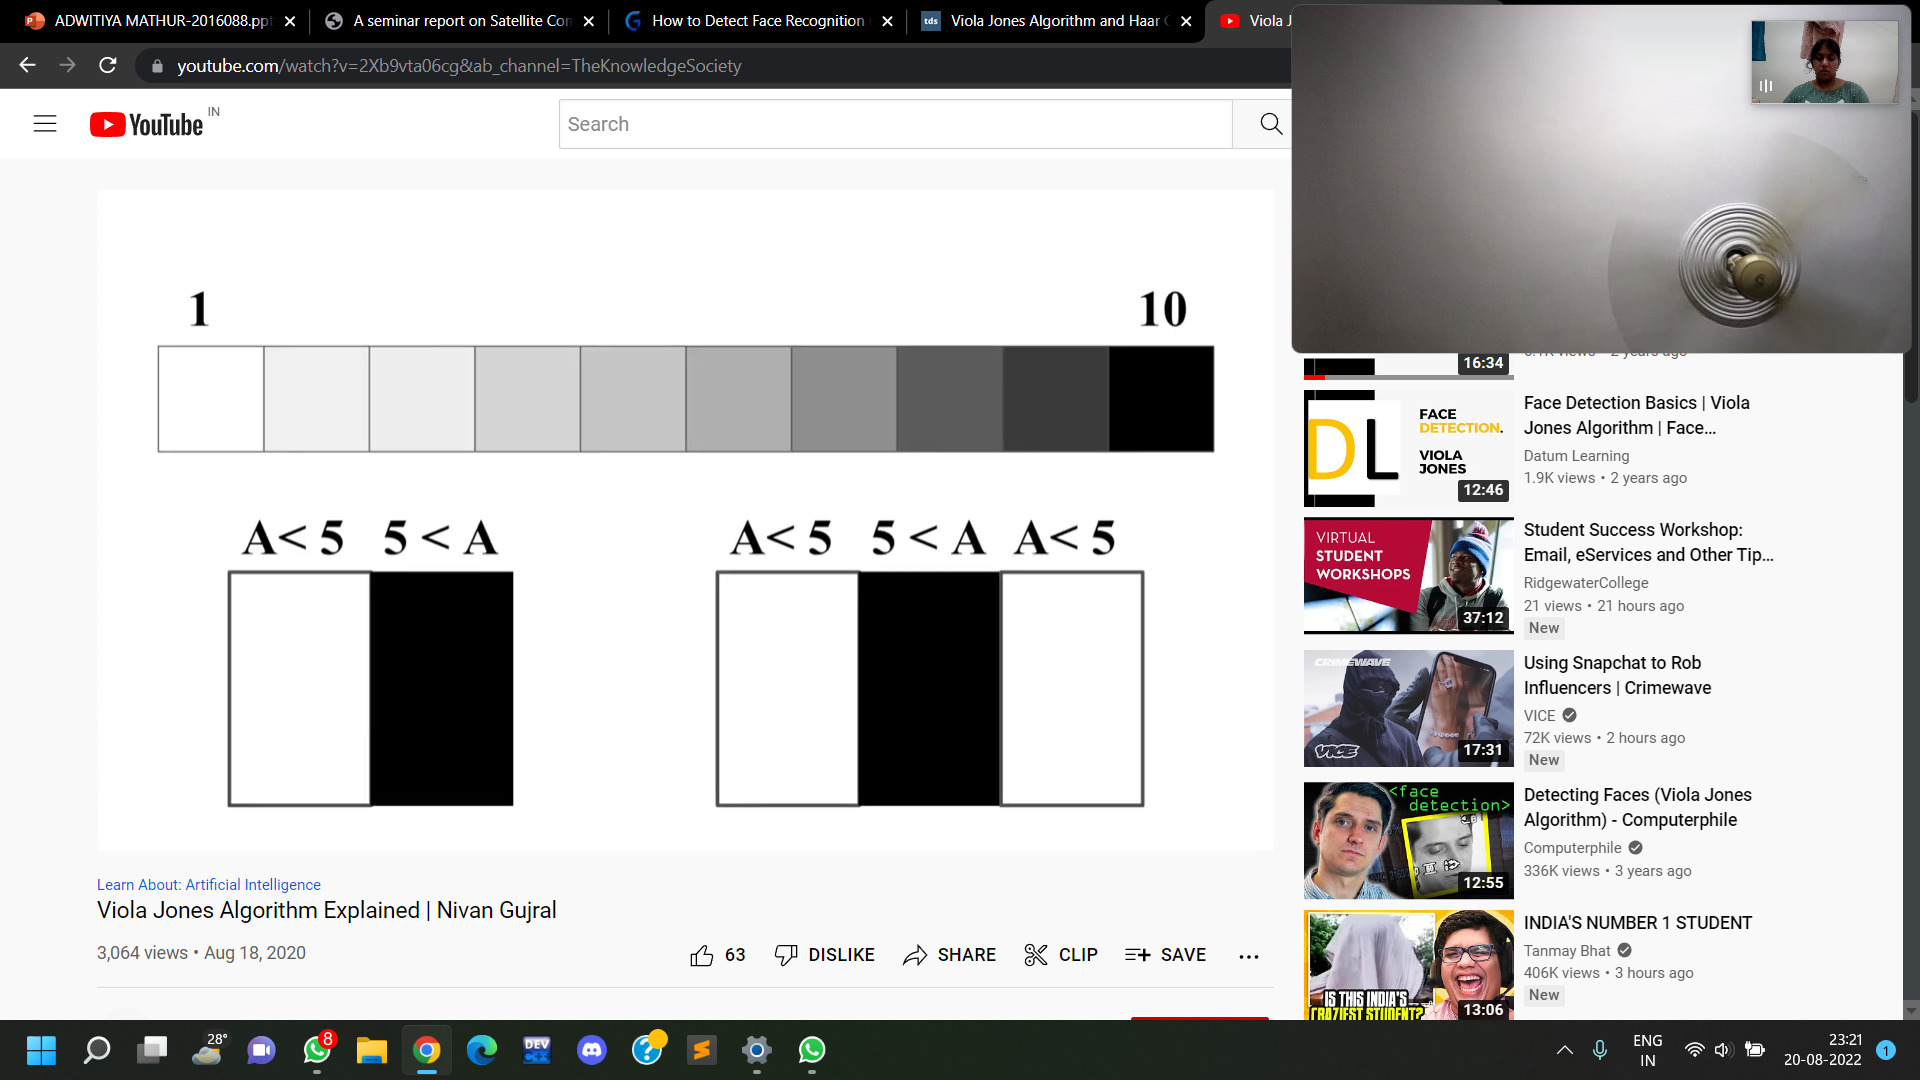 ADWITIYA MATHUR-2016088.ppt
A seminar report on Satellite Con
How to Detect Face Recognition
tds
Viola Jones Algorithm and Haar
Viola J
youtube.com/watch?v=2Xb9vta06cg&ab_channel=TheKnowledgeSociety
YouTube IN
Search
1
10
A< 5 5 < A
A< 5 5 < A A< 5
Learn About: Artificial Intelligence
Viola Jones Algorithm Explained | Nivan Gujral
3,064 views • Aug 18, 2020
63
DISLIKE
SHARE
CLIP
SAVE
16:34
DL
FACE
DETECTION.
VIOLA
JONES
12:46
Face Detection Basics | Viola
Jones Algorithm | Face...
Datum Learning
1.9K views • 2 years ago
VIRTUAL
STUDENT
WORKSHOPS
37:12
Student Success Workshop:
Email, eServices and Other Tip...
RidgewaterCollege
21 views • 21 hours ago
New
CRIMEWAVE
VICE
17:31
Using Snapchat to Rob
Influencers | Crimewave
VICE
72K views • 2 hours ago
New
<face
detection>
12:55
Detecting Faces (Viola Jones
Algorithm) - Computerphile
Computerphile
336K views • 3 years ago
IS THIS INDIA'S
CRAZIEST STUDENT?
13:06
INDIA'S NUMBER 1 STUDENT
Tanmay Bhat
406K views • 3 hours ago
New
28°
8
DEV
ENG
IN
23:21
20-08-2022
1